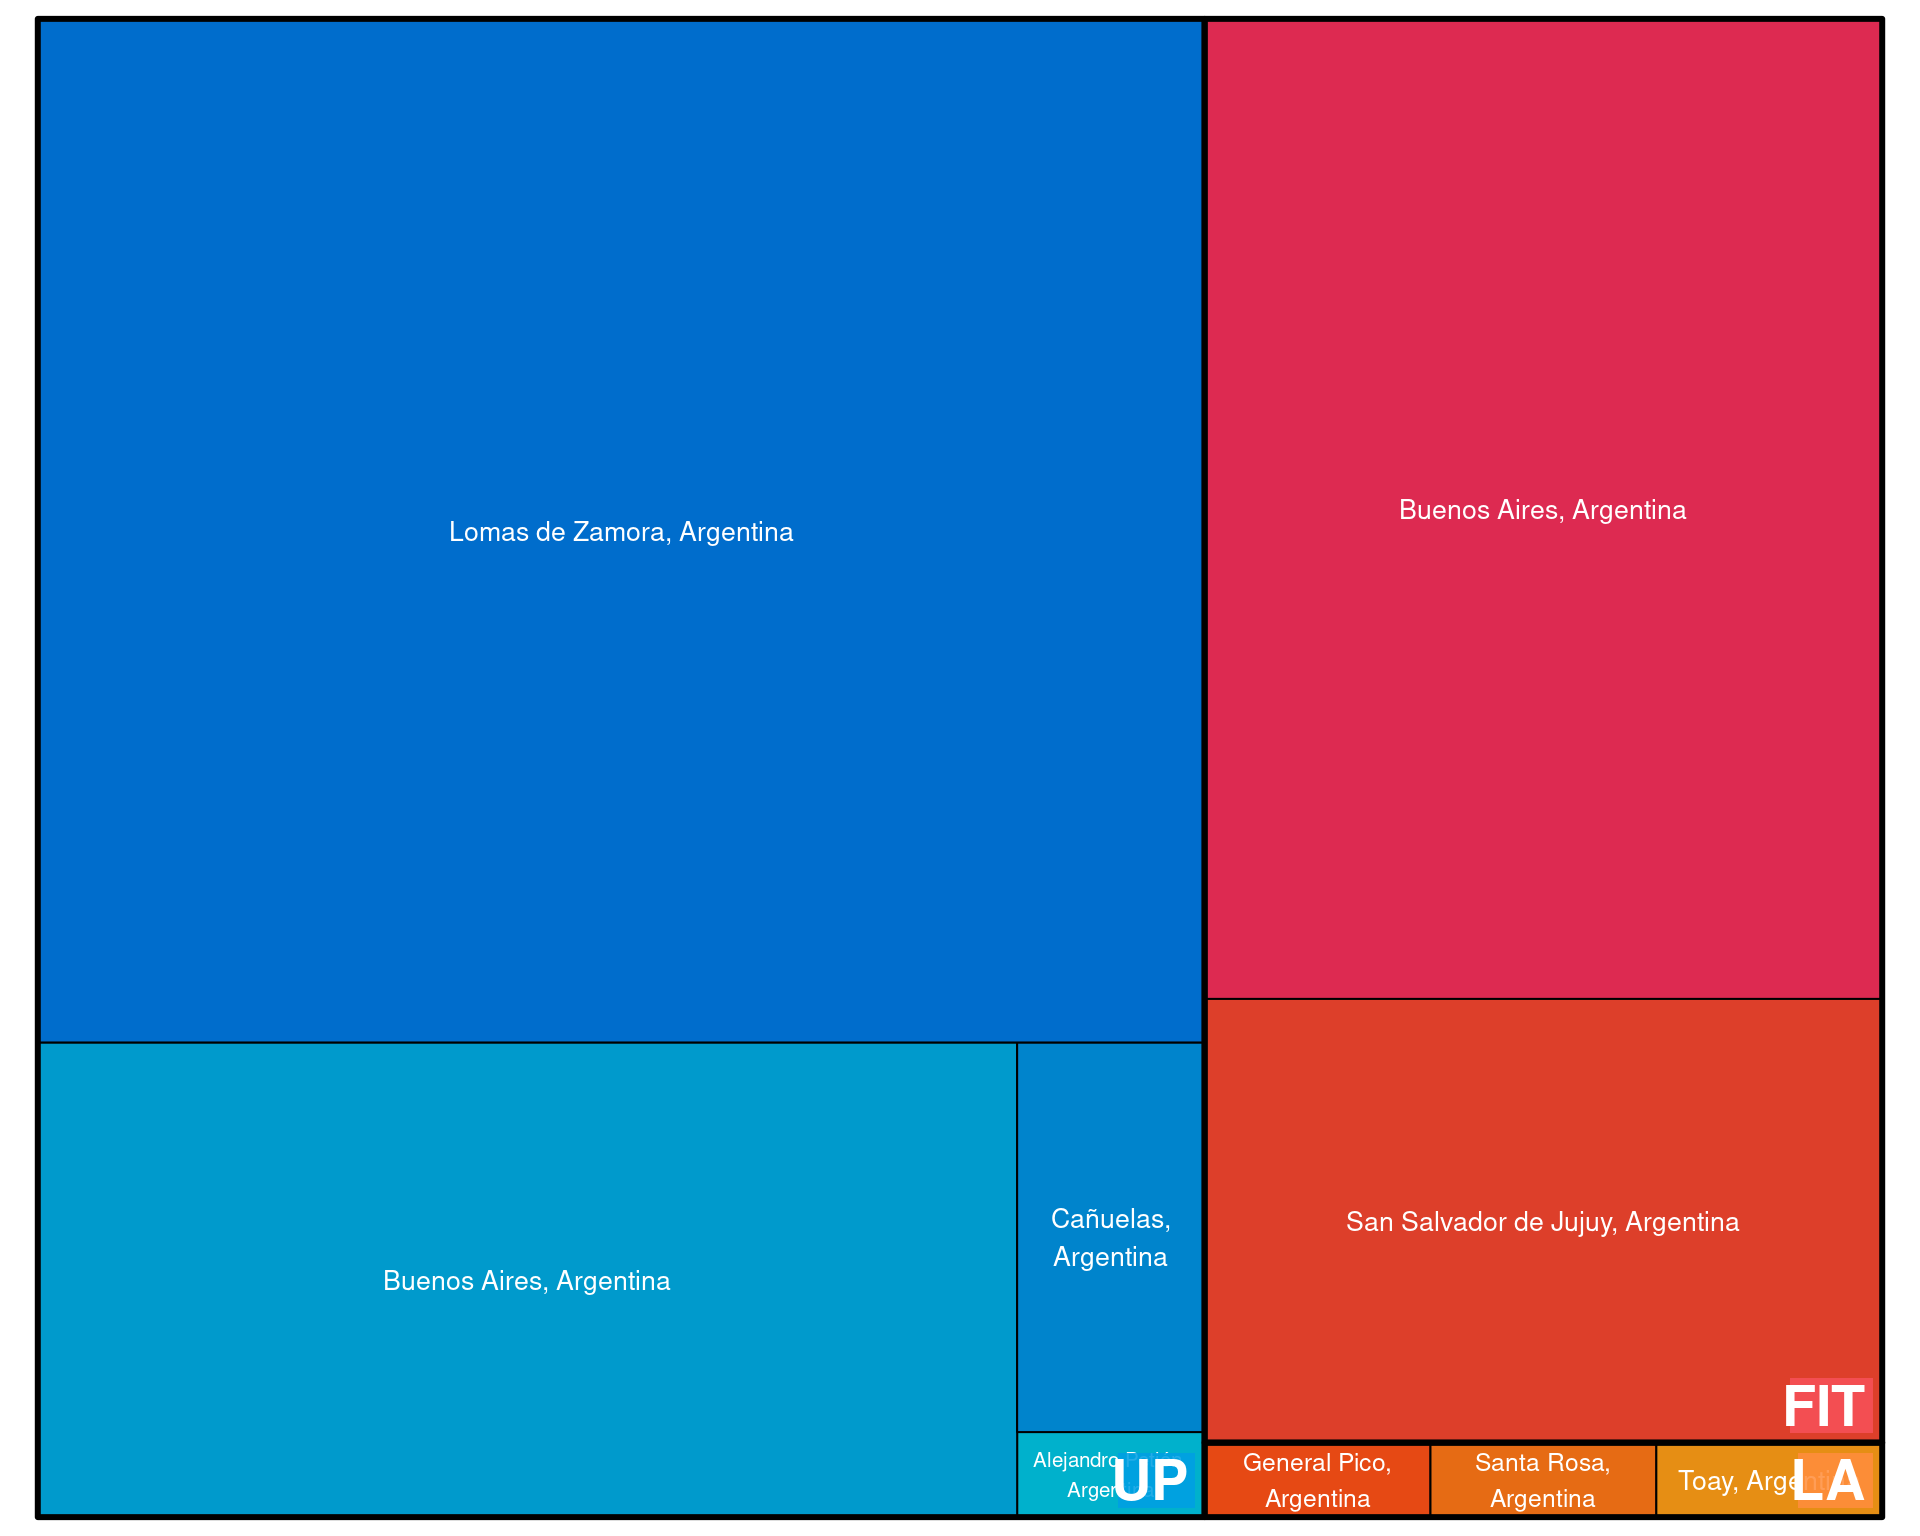 Lomas de Zamora, Argentina
Buenos Aires, Argentina
Cañuelas,
Argentina
Alejandro
UP
Buenos Aires, Argentina
San Salvador de Jujuy, Argentina
FIT
General Pico,
Argentina
Santa Rosa,
Argentina
Toay, Argentina
LA